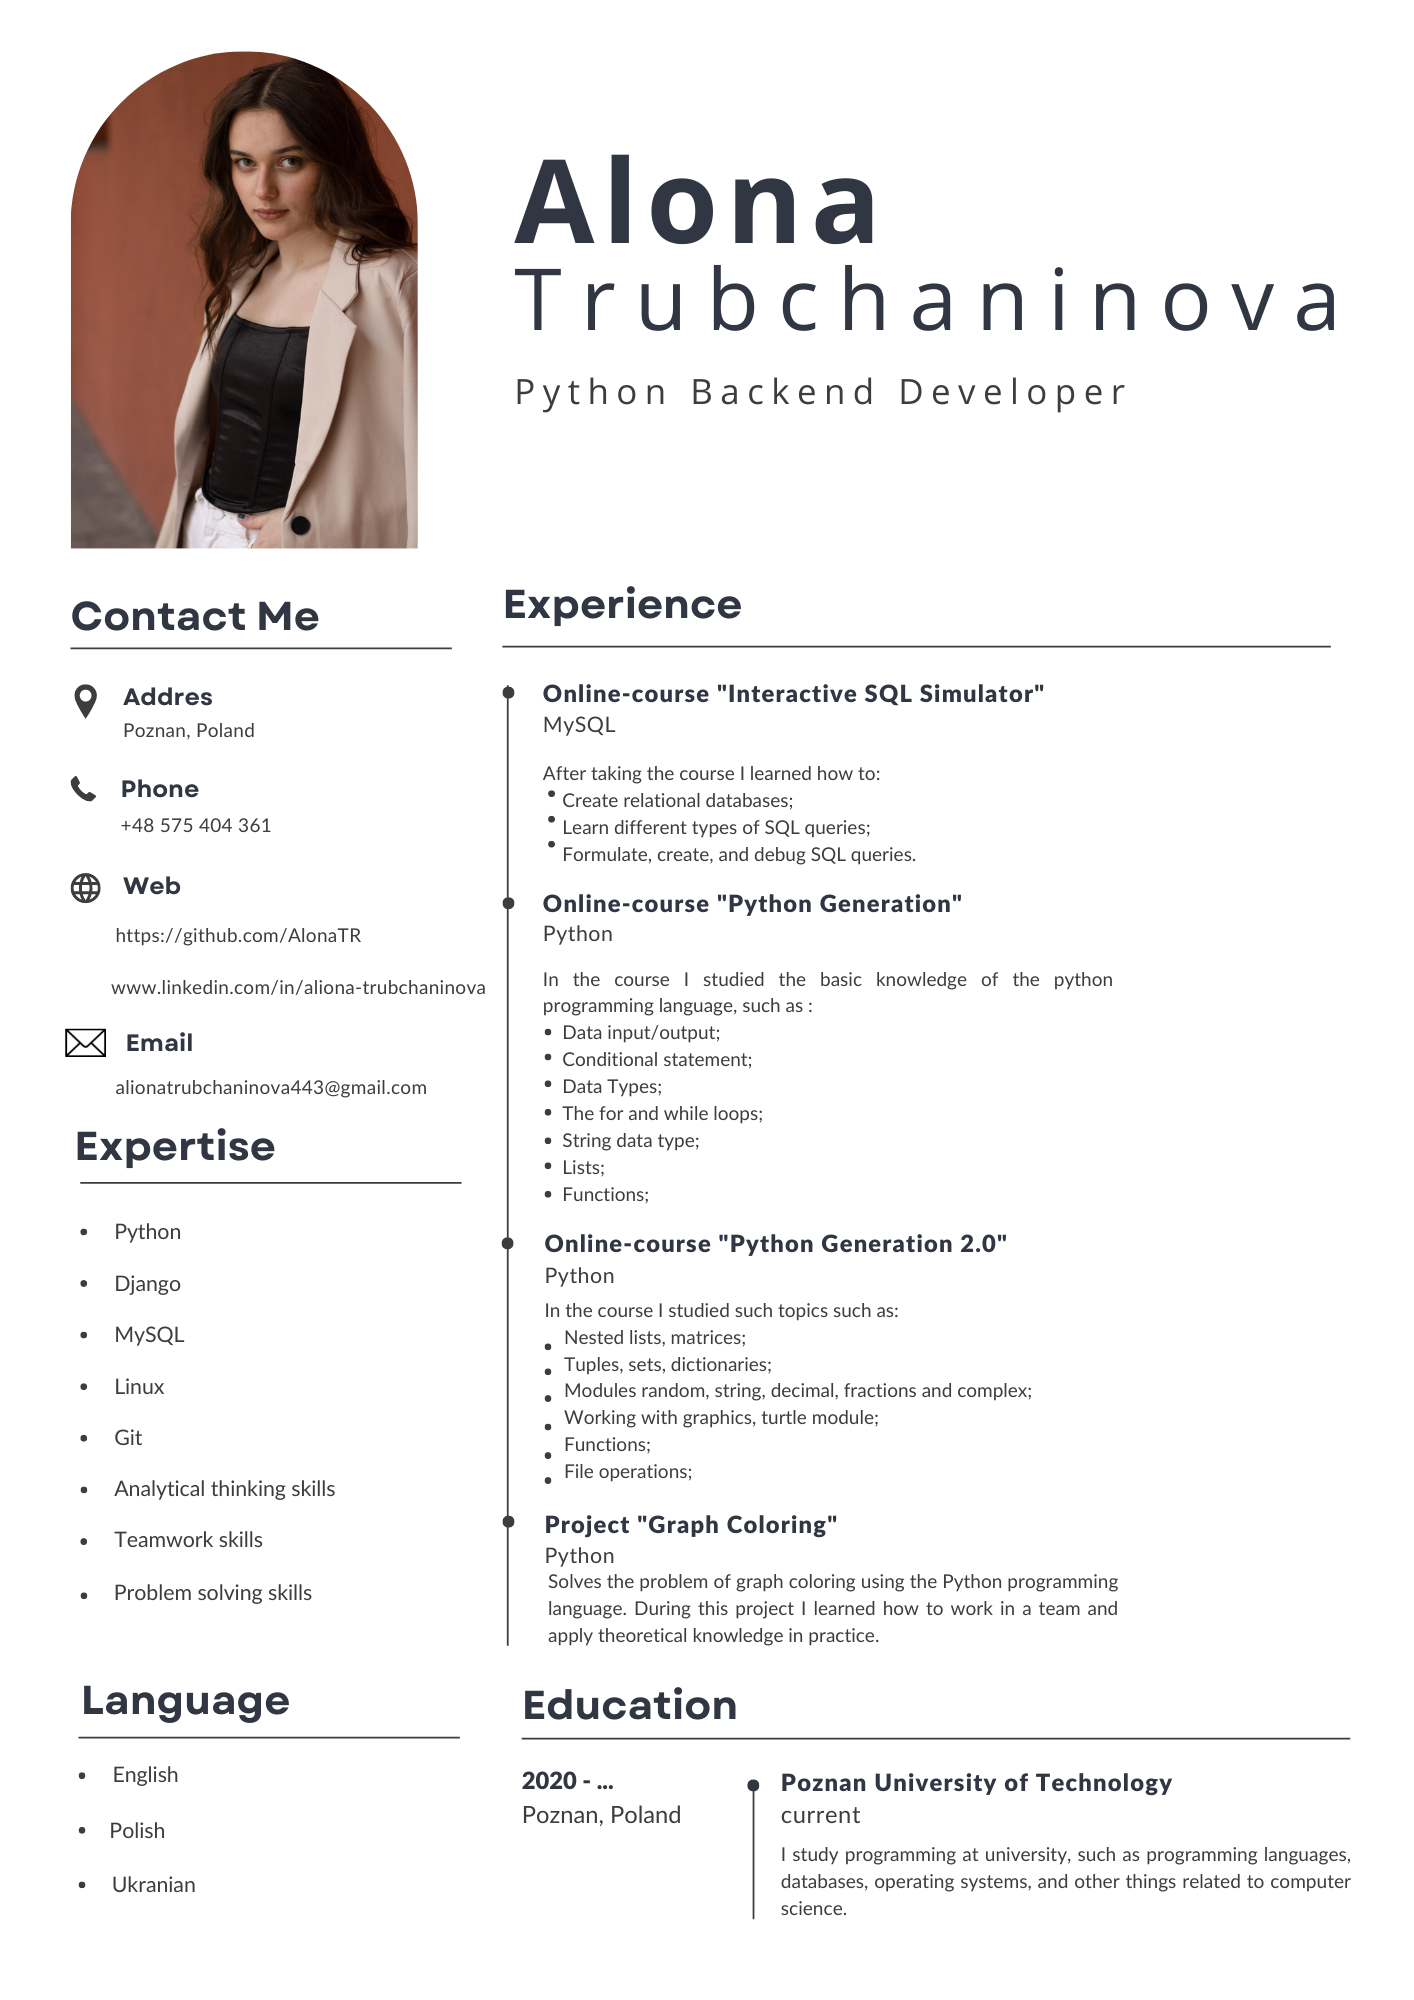 Alona
Trubchaninova
Python Backend Developer
Contact Me
Addres
Poznan, Poland
Phone
+48 575 404 361
Web
https://github.com/AlonaTR
www.linkedin.com/in/aliona-trubchaninova
Email
alionatrubchaninova443@gmail.com
Expertise
• Python
• Django
• MySQL
• Linux
• Git
• Analytical thinking skills
• Teamwork skills
• Problem solving skills
Language
• English
• Polish
• Ukranian
Experience
Online-course "Interactive SQL Simulator"
MySQL
After taking the course I learned how to:
• Create relational databases;
• Learn different types of SQL queries;
• Formulate, create, and debug SQL queries.
Online-course "Python Generation"
Python
In the course I studied the basic knowledge of the python
programming language, such as :
• Data input/output;
• Conditional statement;
• Data Types;
• The for and while loops;
• String data type;
• Lists;
• Functions;
Online-course "Python Generation 2.0"
Python
In the course I studied such topics such as:
• Nested lists, matrices;
• Tuples, sets, dictionaries;
• Modules random, string, decimal, fractions and complex;
• Working with graphics, turtle module;
• Functions;
• File operations;
Project "Graph Coloring"
Python
Solves the problem of graph coloring using the Python programming
language. During this project I learned how to work in a team and
apply theoretical knowledge in practice.
Education
2020 - ...
Poznan, Poland
Poznan University of Technology
current
I study programming at university, such as programming languages,
databases, operating systems, and other things related to computer
science.